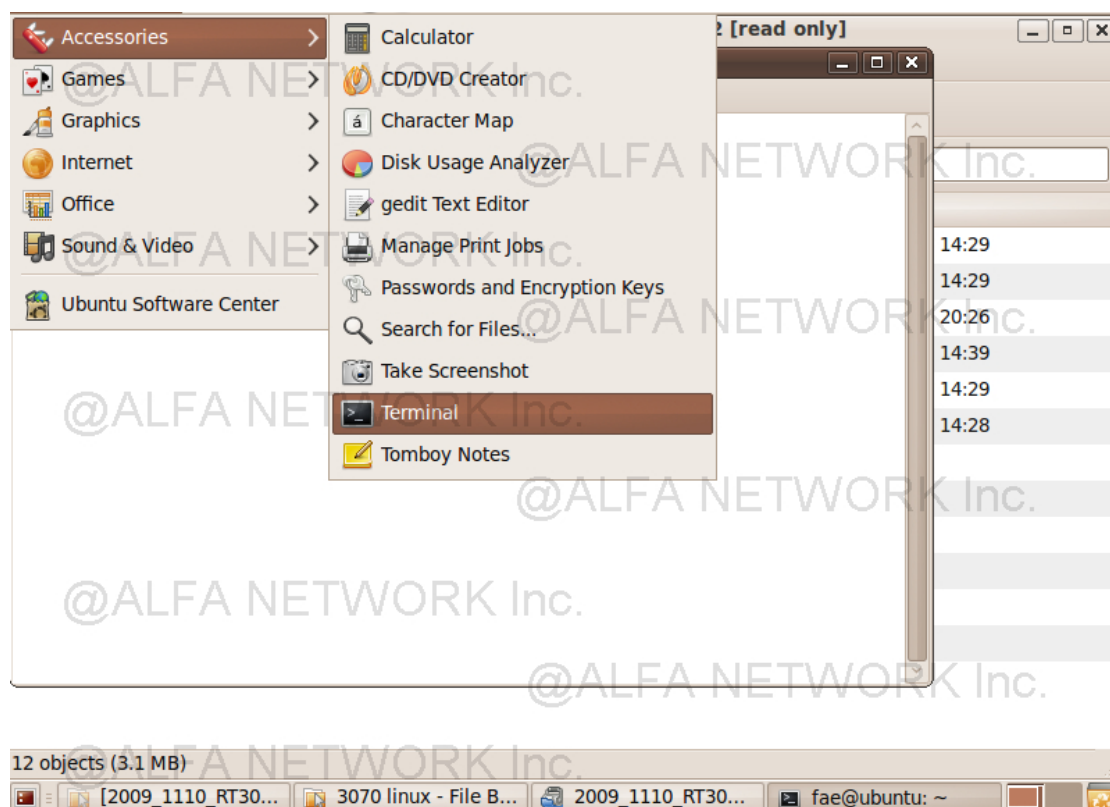 Accessories
Games
Graphics
Internet
Office
Sound & Video
Ubuntu Software Center
Calculator
CD/DVD Creator
á Character Map
Disk Usage Analyzer
gedit Text Editor
Manage Print Jobs
Passwords and Encryption Keys
Search for Files...
Take Screenshot
Terminal
Tomboy Notes
2 [read only]
14:29
14:29
20:26
14:39
14:29
14:28
@ALFA NETWORK Inc.
@ALFA NETWORK Inc.
@ALFA NETWORK Inc.
@ALFA NETWORK Inc.
@ALFA NETWORK Inc.
@ALFA NETWORK Inc.
@ALFA NETWORK Inc.
@ALFA NETWORK Inc.
@ALFA NETWORK Inc.
12 objects (3.1 MB)
[2009_1110_RT30... 3070 linux - File B... 2009_1110_RT30... fae@ubuntu: ~